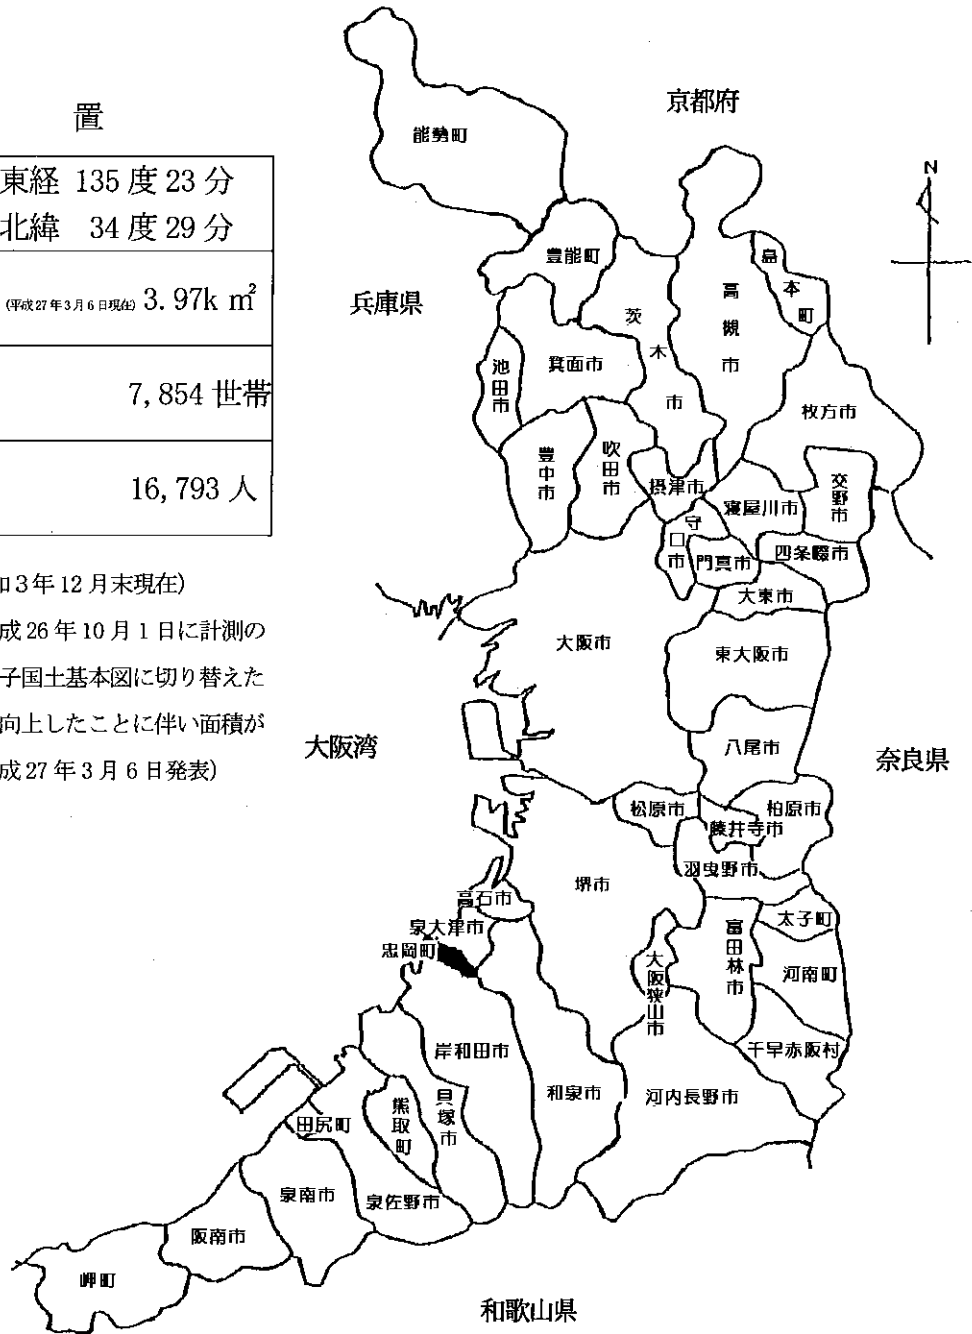 置
東経 135度23分
北緯 34度29分
(平成27年3月6日現在) 3.97k㎡
7,854世帯
16,793人
和3年12月末現在)
成26年10月1日に計測の
子国土基本図に切り替えた
向上したことに伴い面積が
成27年3月6日発表)
京都府
兵庫県
大阪湾
奈良県
和歌山県
N
能勢町
豊能町
島本町
高槻市
茨木市
箕面市
池田市
枚方市
豊中市
吹田市
摂津市
交野市
寝屋川市
守口市
門真市
四条畷市
大東市
大阪市
東大阪市
八尾市
松原市
柏原市
藤井寺市
羽曳野市
堺市
高石市
泉大津市
忠岡町
太子町
富田林市
大阪狭山市
河南町
千早赤阪村
岸和田市
和泉市
河内長野市
貝塚市
熊取町
田尻町
泉佐野市
泉南市
阪南市
岬町